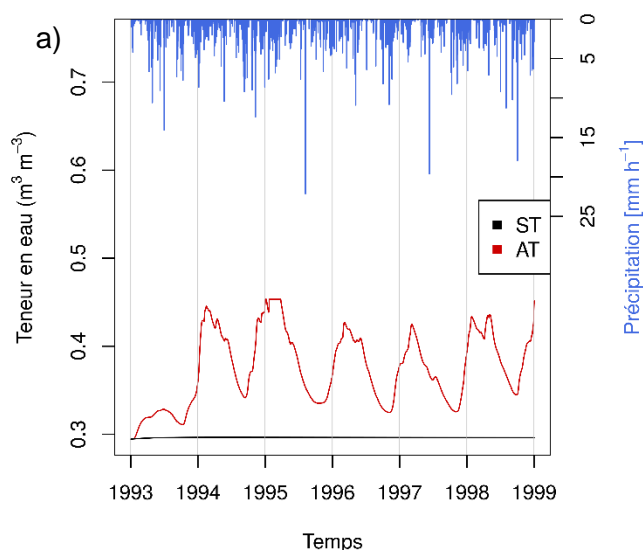 a)
Teneur en eau (m³ m⁻³)
0.3 0.4 0.5 0.6 0.7
1993 1994 1995 1996 1997 1998 1999
Temps
ST
AT
0 5 15 25
Précipitation [mm h⁻¹]